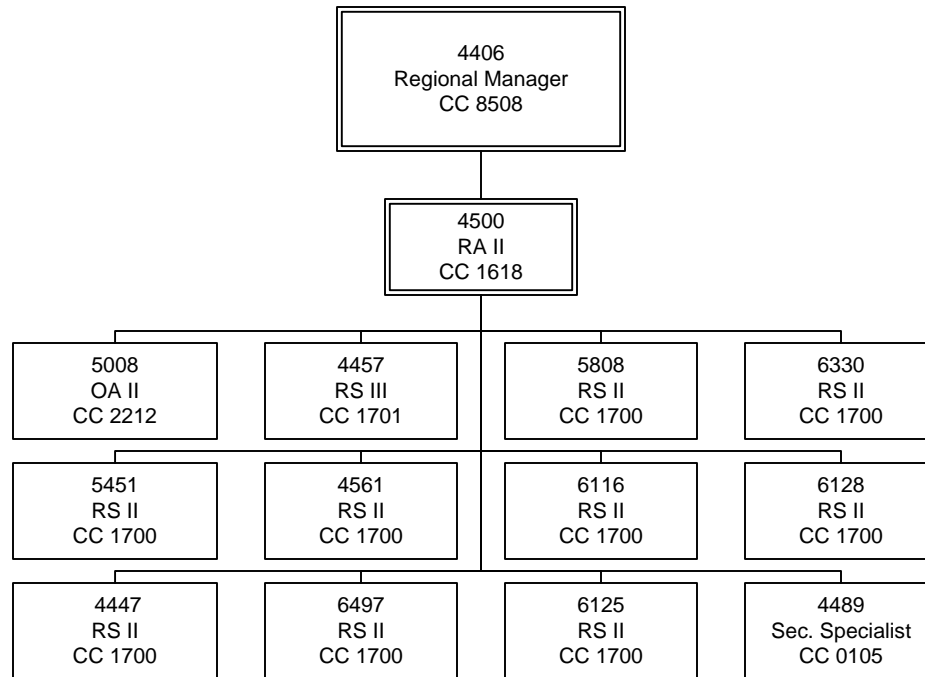 4406
Regional Manager
CC 8508
4500
RA II
CC 1618
5008
OA II
CC 2212
4457
RS III
CC 1701
5808
RS II
CC 1700
6330
RS II
CC 1700
5451
RS II
CC 1700
4561
RS II
CC 1700
6116
RS II
CC 1700
6128
RS II
CC 1700
4447
RS II
CC 1700
6497
RS II
CC 1700
6125
RS II
CC 1700
4489
Sec. Specialist
CC 0105